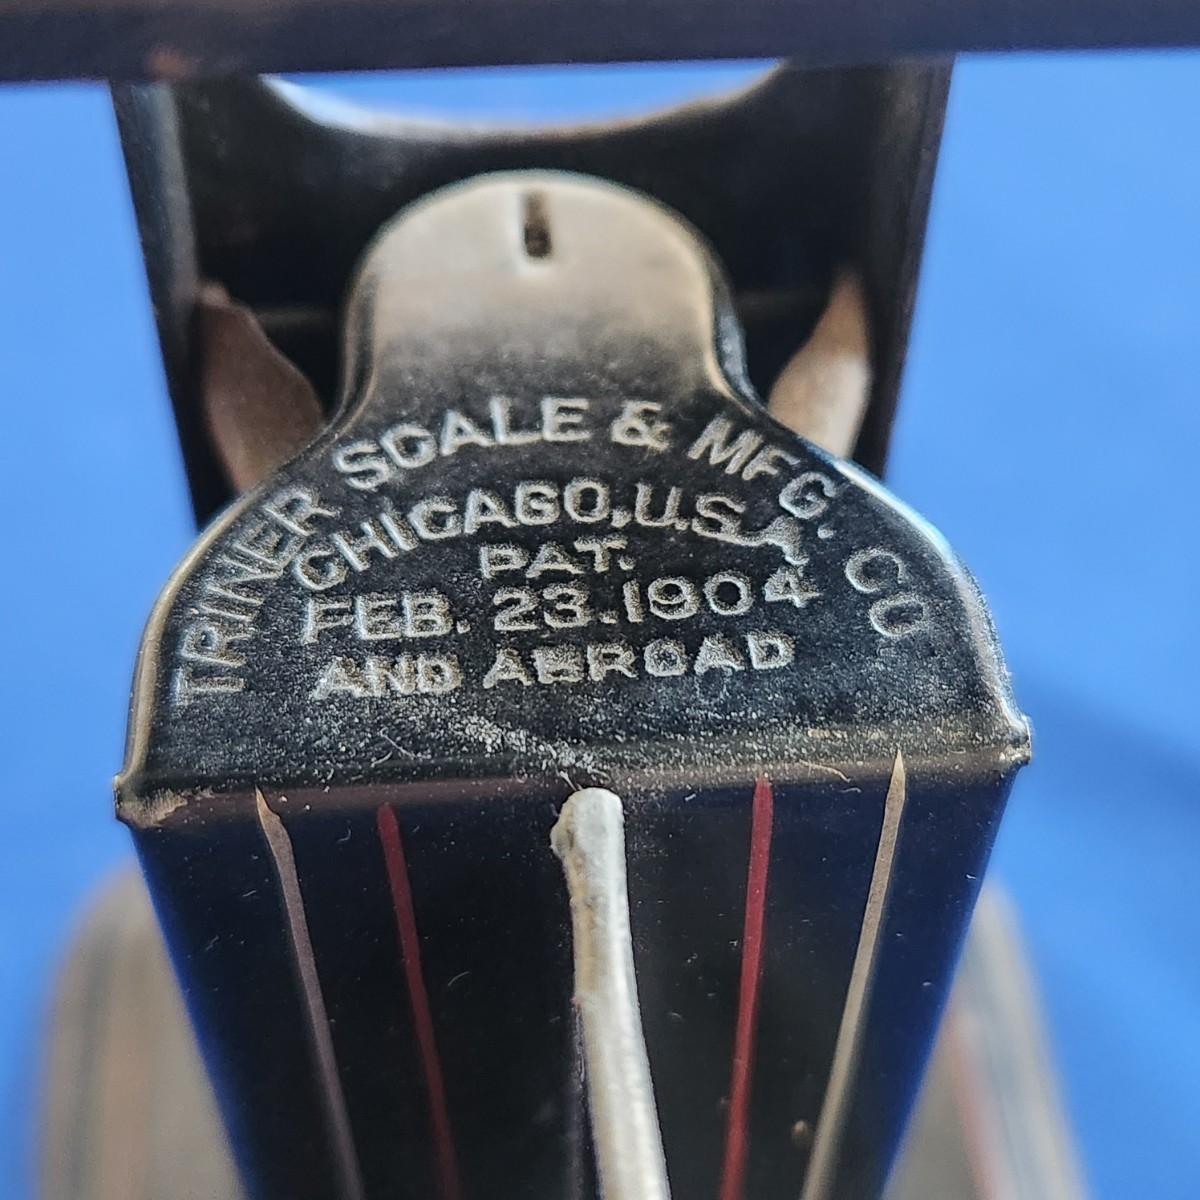 TRINER SCALE & MFG. CO
CHICAGO, U.S.A.
PAT.
FEB. 23. 1904
AND ABROAD